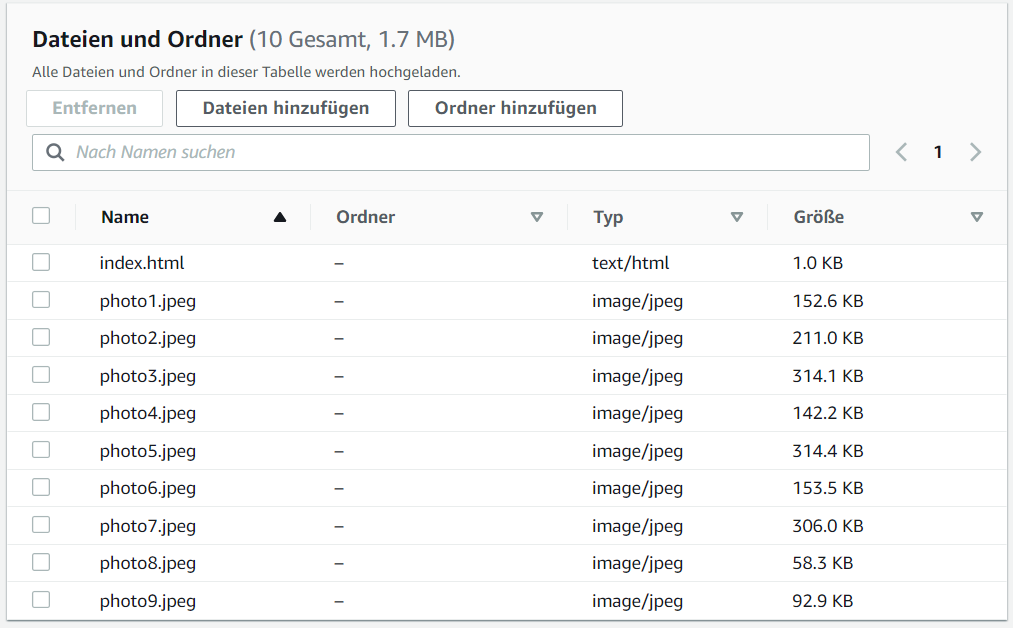 Dateien und Ordner (10 Gesamt, 1.7 MB)
Alle Dateien und Ordner in dieser Tabelle werden hochgeladen.
Entfernen Dateien hinzufügen Ordner hinzufügen
Nach Namen suchen 1
Name Ordner Typ Größe
index.html – text/html 1.0 KB
photo1.jpeg – image/jpeg 152.6 KB
photo2.jpeg – image/jpeg 211.0 KB
photo3.jpeg – image/jpeg 314.1 KB
photo4.jpeg – image/jpeg 142.2 KB
photo5.jpeg – image/jpeg 314.4 KB
photo6.jpeg – image/jpeg 153.5 KB
photo7.jpeg – image/jpeg 306.0 KB
photo8.jpeg – image/jpeg 58.3 KB
photo9.jpeg – image/jpeg 92.9 KB